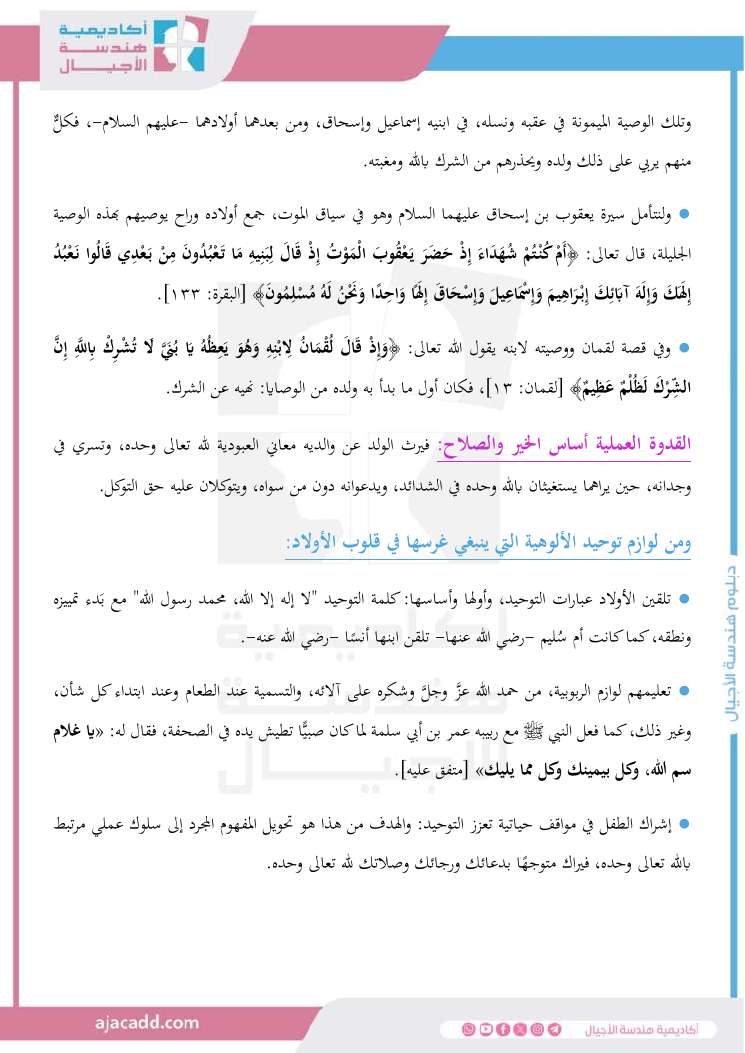 أكاديمية
هندسة
الأجيال
وتلك الوصية الميمونة في عقبه ونسله، في ابنيه إسماعيل وإسحاق، ومن بعدهما أولادهما –عليهم السلام–، فكلٌّ
منهم يربي على ذلك ولده ويحذرهم من الشرك بالله ومغبته.
• ولنتأمل سيرة يعقوب بن إسحاق عليهما السلام وهو في سياق الموت، جمع أولاده وراح يوصيهم بهذه الوصية
الجليلة، قال تعالى: ﴿أَمْ كُنْتُمْ شُهَدَاءَ إِذْ حَضَرَ يَعْقُوبَ الْمَوْتُ إِذْ قَالَ لِبَنِيهِ مَا تَعْبُدُونَ مِنْ بَعْدِي قَالُوا نَعْبُدُ
إِلَهَكَ وَإِلَهَ آبَائِكَ إِبْرَاهِيمَ وَإِسْمَاعِيلَ وَإِسْحَاقَ إِلَهًا وَاحِدًا وَنَحْنُ لَهُ مُسْلِمُونَ﴾ [البقرة: ١٣٣].
• وفي قصة لقمان ووصيته لابنه يقول الله تعالى: ﴿وَإِذْ قَالَ لُقْمَانُ لِابْنِهِ وَهُوَ يَعِظُهُ يَا بُنَيَّ لَا تُشْرِكْ بِاللَّهِ إِنَّ
الشِّرْكَ لَظُلْمٌ عَظِيمٌ﴾ [لقمان: ١٣]، فكان أول ما بدأ به ولده من الوصايا: نهيه عن الشرك.
القدوة العملية أساس الخير والصلاح: فيرث الولد عن والديه معاني العبودية لله تعالى وحده، وتسري في
وجدانه، حين يراهما يستغيثان بالله وحده في الشدائد، ويدعوانه دون من سواه، ويتوكلان عليه حق التوكل.
ومن لوازم توحيد الألوهية التي ينبغي غرسها في قلوب الأولاد:
• تلقين الأولاد عبارات التوحيد، وأولها وأساسها: كلمة التوحيد "لا إله إلا الله، محمد رسول الله" مع بَدء تمييزه
ونطقه، كما كانت أم سُليم –رضي الله عنها– تلقن ابنها أنسًا –رضي الله عنه–.
• تعليمهم لوازم الربوبية، من حمد الله عزَّ وجلَّ وشكره على آلائه، والتسمية عند الطعام وعند ابتداء كل شأن،
وغير ذلك، كما فعل النبي ﷺ مع ربيبه عمر بن أبي سلمة لما كان صبيًّا تطيش يده في الصحفة، فقال له: «يا غلام
سم الله، وكل بيمينك وكل مما يليك» [متفق عليه].
• إشراك الطفل في مواقف حياتية تعزز التوحيد: والهدف من هذا هو تحويل المفهوم المجرد إلى سلوك عملي مرتبط
بالله تعالى وحده، فيراك متوجهًا بدعائك ورجائك وصلاتك لله تعالى وحده.
أكاديمية
هندسة
الأجيال
دبلوم هندسة الأجيال
أكاديمية هندسة الأجيال
ajacadd.com